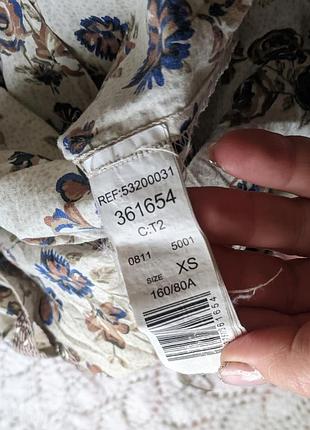 REF:53200031
361654
C:T2
0811 5001
SIZE XS
160/80A